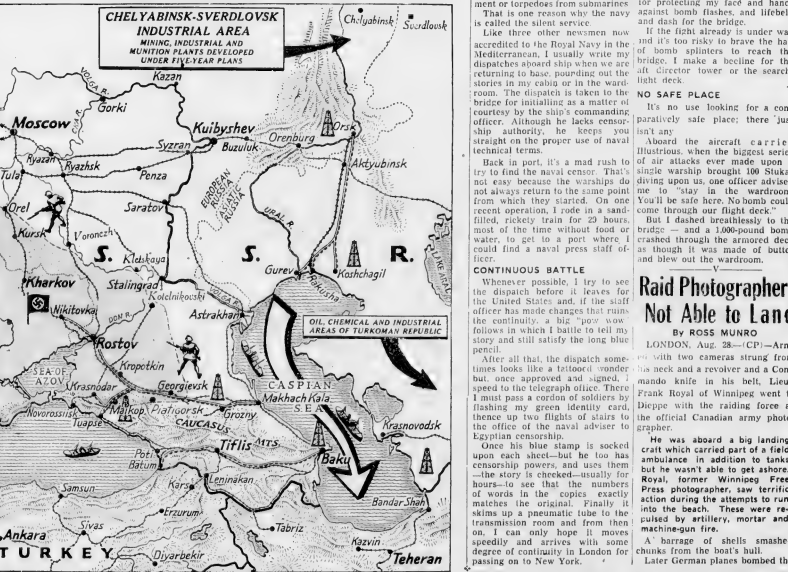 CHELYABINSK-SVERDLOVSK
INDUSTRIAL AREA
MINING, INDUSTRIAL AND
MUNITION PLANTS DEVELOPED
UNDER FIVE-YEAR PLANS
Chelyabinsk
Sverdlovsk
VOLGA R.
Kazan
Gorki
Moscow
Kuibyshev
Orsk
Ryazan
Ryazhsk
Syzran
Buzuluk
Orenburg
Tula
Penza
Aktyubinsk
EUROPEAN
RUSSIA
ASIATIC
RUSSIA
Orel
Saratov
URAL R.
Kursk
Voronezh
S.
S.
R.
Kletskaya
Gurev
Koshchagil
Kharkov
Stalingrad
Kotelnikovski
Nikitovka
DON R.
Astrakhan
OIL, CHEMICAL AND INDUSTRIAL
AREAS OF TURKOMAN REPUBLIC
Rostov
Kropotkin
SEA OF
AZOV
Georgievsk
CASPIAN
Krasnodar
Makhach Kala
SEA
Novorossiisk
Maikop
Grozny
Tuapse
CAUCASUS
MTS.
Krasnovodsk
Poti
Tiflis
Batum
Baku
Leninakan
Samsun
Kars
Bandar Shah
Erzurum
Sivas
Tabriz
Ankara
Kazvin
TURKEY
Diyarbekir
Teheran
ment or torpedoes from submarines
That is one reason why the navy
is called the silent service.
Like three other newsmen now
accredited to the Royal Navy in the
Mediterranean, I usually write my
dispatches aboard ship when we are
returning to base, pounding out the
stories in my cabin or in the ward-
room. The dispatch is taken to the
bridge for initialling as a matter of
courtesy by the ship's commanding
officer. Although he lacks censor-
ship authority, he keeps you
straight on the proper use of naval
technical terms.
Back in port, it's a mad rush to
try to find the naval censor. That's
not easy because the warships do
not always return to the same point
from which they started. On one
recent operation, I rode in a sand-
filled, rickety train for 23 hours,
most of the time without food or
water, to get to a port where I
could find a naval press staff of-
ficer.
CONTINUOUS BATTLE
Whenever possible, I try to see
the dispatch before it leaves for
the United States and, if the staff
officer has made changes that ruin
the continuity, a big "pow wow"
follows in which I battle to tell my
story and still satisfy the long blue
pencil.
After all, the dispatch some-
times looks like a tattooed wonder
but, once approved and signed, I
speed to the telegraph office. There
I must pass a cordon of soldiers by
flashing my green identity card,
thence up two flights of stairs to
the office of the naval adviser to
Egyptian censorship.
Once his blue stamp is socked
upon each sheet—but he too has
censorship powers, and uses them
—the story is checked—usually for
hours—to see that the numbers
of words in the copies exactly
matches the original. Finally it
skims up a pneumatic tube to the
transmission room and from then
on, I can only hope it moves
speedily and arrives with some
degree of continuity in London for
passing on to New York.
for protecting my face and hand
against bomb flashes, and lifebel
and dash for the bridge.
If the fight already is under wa
and it's too risky to brave the ha
of bomb splinters to reach th
bridge, I make a beeline for th
aft director tower or the search
light deck.
NO SAFE PLACE
It's no use looking for a com
paratively safe place; there jus
isn't any
Aboard the aircraft carrie
Illustrious, when the biggest serie
of air attacks ever made upon
single warship brought 100 Stuka
diving upon us, one officer advise
me to "stay in the wardroom
You'll be safe here. No bomb coul
come through our flight deck."
But I dashed breathlessly to th
bridge — and a 1,000-pound bom
crashed through the armored dec
as though it was made of butte
and blew out the wardroom.
V
Raid Photographer
Not Able to Lan
By ROSS MUNRO
LONDON, Aug. 28—(CP)—Arm
ed with two cameras strung from
his neck and a revolver and a Com
mando knife in his belt, Lieu
Frank Royal of Winnipeg went
Dieppe with the raiding force a
the official Canadian army photo
grapher.
He was aboard a big landing
craft which carried part of a field
ambulance in addition to tanks
but he wasn't able to get ashore.
Royal, former Winnipeg Free
Press photographer, saw terrific
action during the attempts to run
into the beach. These were re-
pulsed by artillery, mortar and
machine-gun fire.
A barrage of shells smashe
chunks from the boat's hull.
Later German planes bombed th